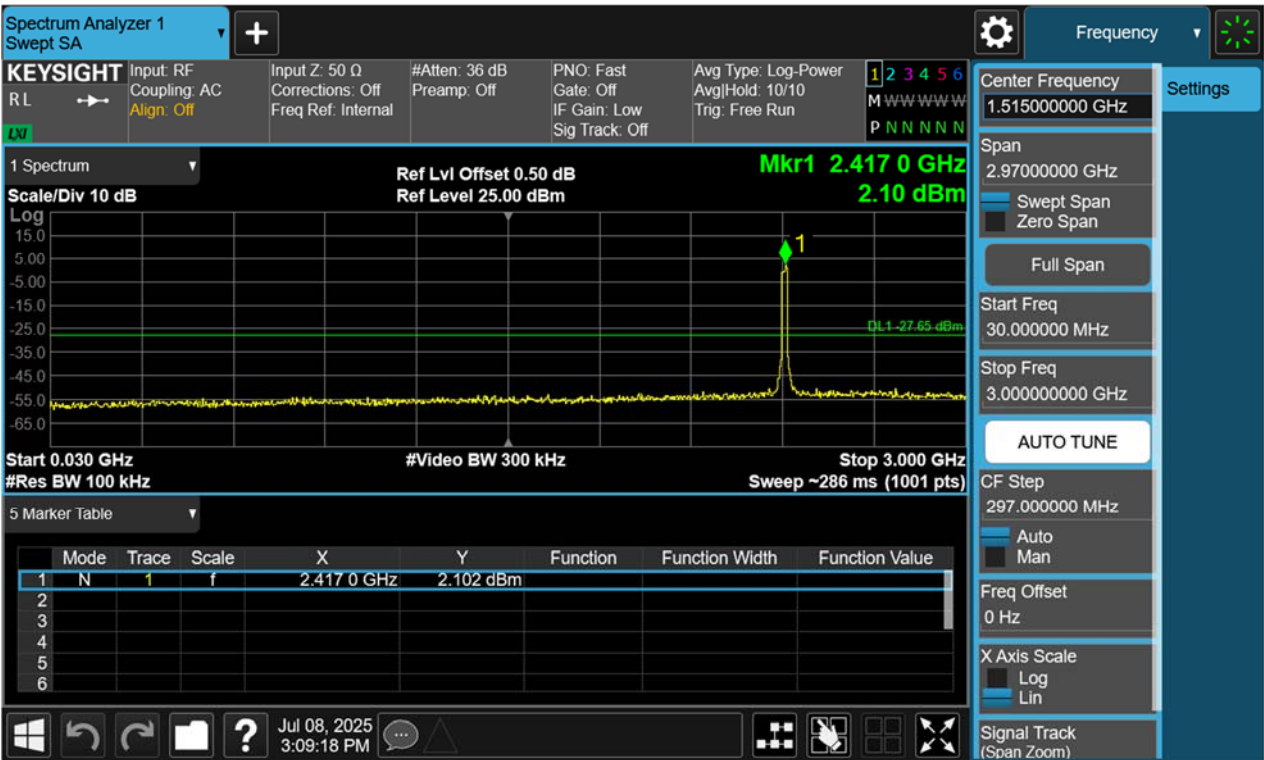 Spectrum Analyzer 1
Swept SA
Frequency
KEYSIGHT
R L
LXI
Input: RF
Coupling: AC
Align: Off
Input Z: 50 Ω
Corrections: Off
Freq Ref: Internal
#Atten: 36 dB
Preamp: Off
PNO: Fast
Gate: Off
IF Gain: Low
Sig Track: Off
Avg Type: Log-Power
Avg|Hold: 10/10
Trig: Free Run
1 2 3 4 5 6
M W W W W W
P N N N N N
Settings
1 Spectrum
Scale/Div 10 dB
Ref Lvl Offset 0.50 dB
Ref Level 25.00 dBm
Mkr1 2.417 0 GHz
2.10 dBm
Log
15.0
5.00
-5.00
-15.0
-25.0
-35.0
-45.0
-55.0
-65.0
1
DL1 -27.65 dBm
Start 0.030 GHz
#Video BW 300 kHz
Stop 3.000 GHz
#Res BW 100 kHz
Sweep ~286 ms (1001 pts)
5 Marker Table
Mode Trace Scale X Y Function Function Width Function Value
1 N 1 f 2.417 0 GHz 2.102 dBm
2
3
4
5
6
Center Frequency
1.515000000 GHz
Span
2.97000000 GHz
Swept Span
Zero Span
Full Span
Start Freq
30.000000 MHz
Stop Freq
3.000000000 GHz
AUTO TUNE
CF Step
297.000000 MHz
Auto
Man
Freq Offset
0 Hz
X Axis Scale
Log
Lin
Signal Track
(Span Zoom)
?
Jul 08, 2025
3:09:18 PM